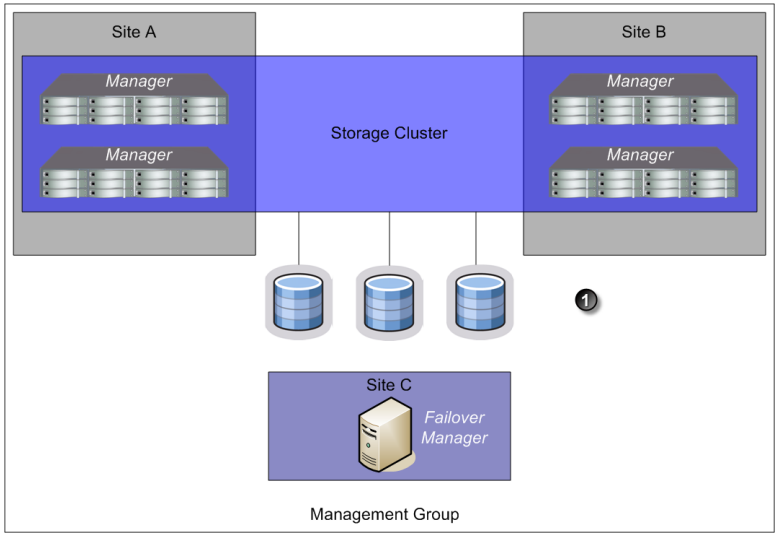 Site A
Site B
Manager
Manager
Storage Cluster
Manager
Manager
1
Site C
Failover
Manager
Management Group